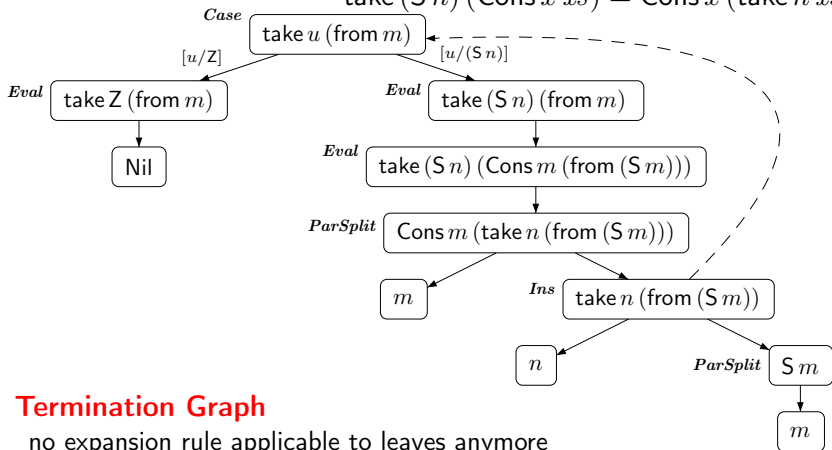 take (S n) (Cons x xs) = Cons x (take n xs
Case
take u (from m)
[u/Z]
[u/(S n)]
Eval
take Z (from m)
Eval
take (S n) (from m)
Nil
Eval
take (S n) (Cons m (from (S m)))
ParSplit
Cons m (take n (from (S m)))
m
Ins
take n (from (S m))
n
ParSplit
S m
m
Termination Graph
no expansion rule applicable to leaves anymore